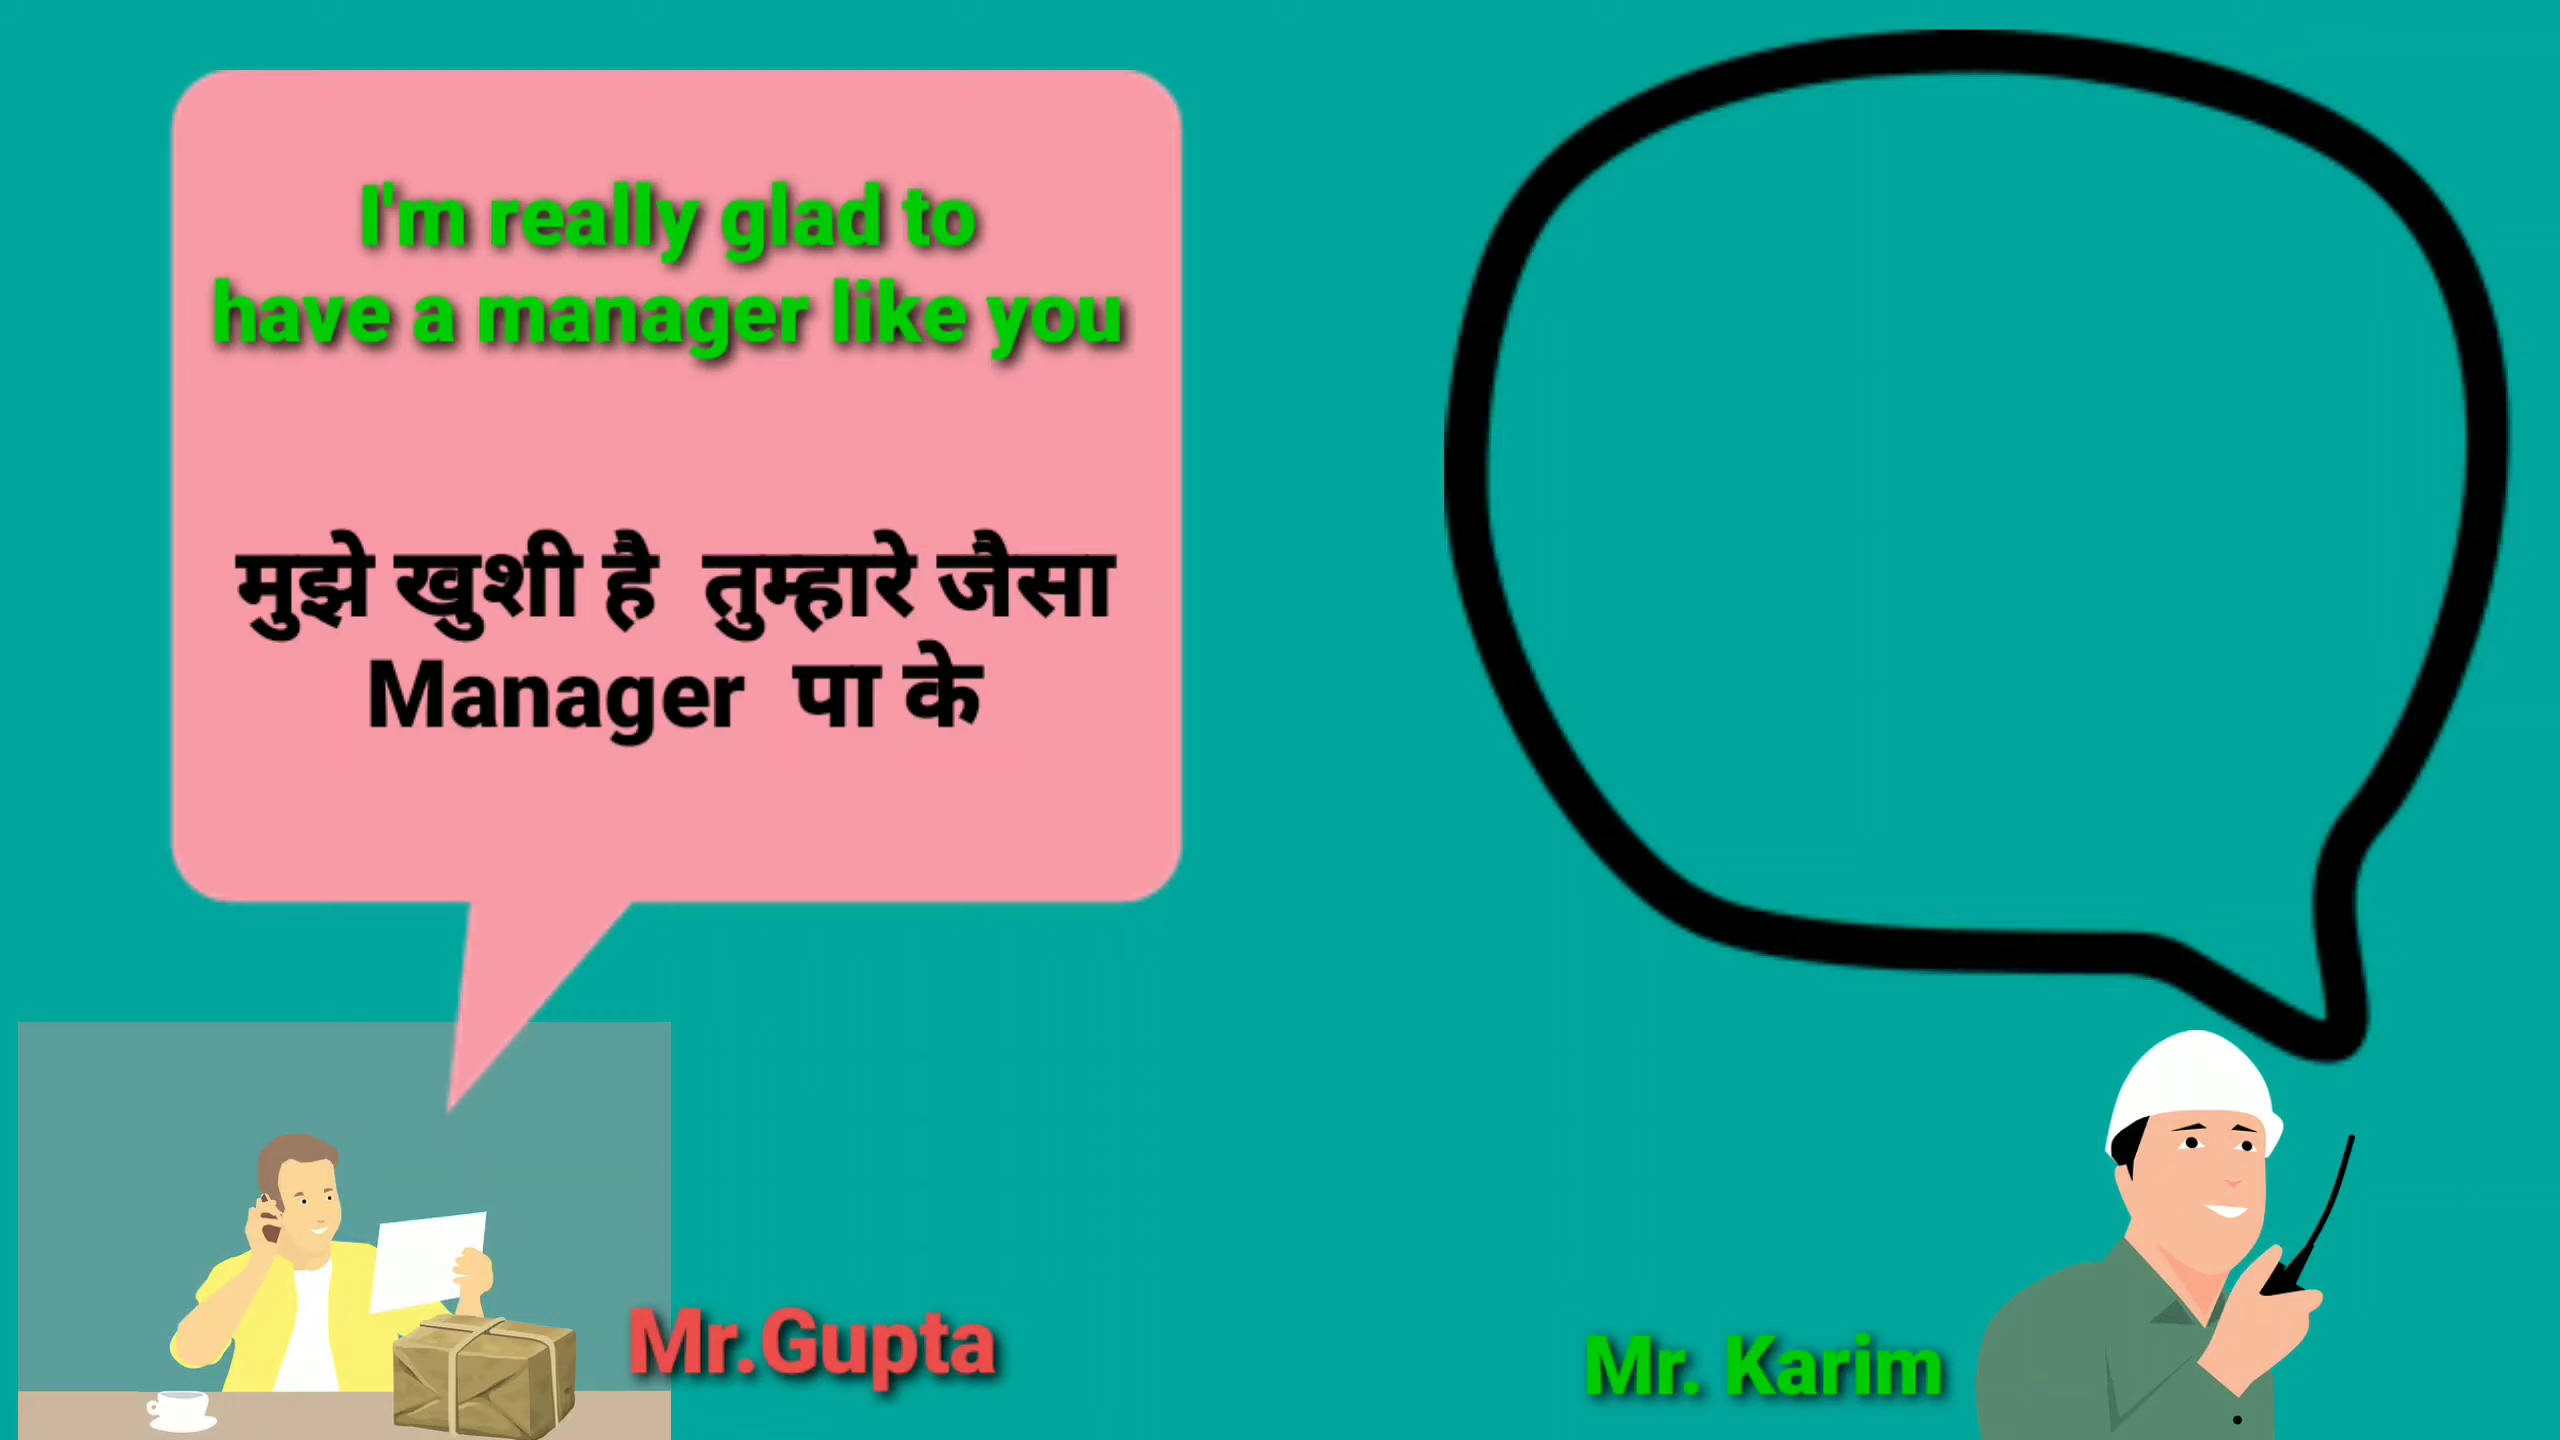 I'm really glad to
have a manager like you
मुझे खुशी है तुम्हारे जैसा
Manager पा के
Mr.Gupta
Mr. Karim